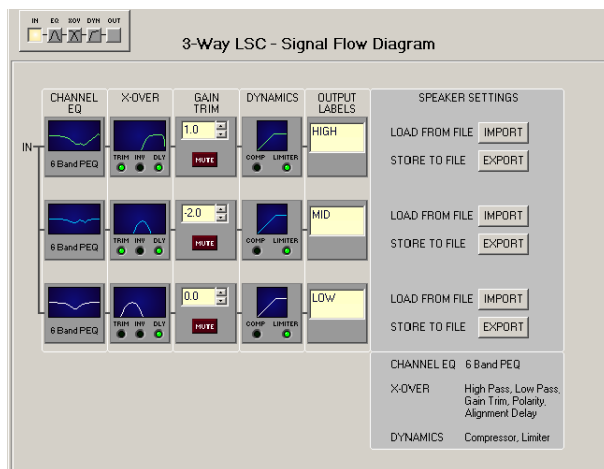 IN EQ XOV DYN OUT
3-Way LSC - Signal Flow Diagram
CHANNEL EQ X-OVER GAIN TRIM DYNAMICS OUTPUT LABELS SPEAKER SETTINGS
IN
1.0 HIGH LOAD FROM FILE IMPORT
6 Band PEQ TRIM INV DLY MUTE COMP LIMITER STORE TO FILE EXPORT
-2.0 MID LOAD FROM FILE IMPORT
6 Band PEQ TRIM INV DLY MUTE COMP LIMITER STORE TO FILE EXPORT
0.0 LOW LOAD FROM FILE IMPORT
6 Band PEQ TRIM INV DLY MUTE COMP LIMITER STORE TO FILE EXPORT
CHANNEL EQ 6 Band PEQ
X-OVER High Pass, Low Pass,
Gain Trim, Polarity,
Alignment Delay
DYNAMICS Compressor, Limiter